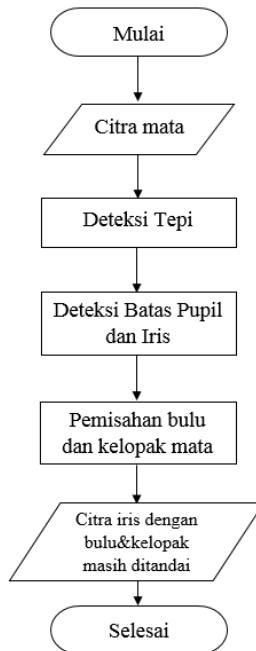 Mulai
Citra mata
Deteksi Tepi
Deteksi Batas Pupil
dan Iris
Pemisahan bulu
dan kelopak mata
Citra iris dengan
bulu&kelopak
masih ditandai
Selesai